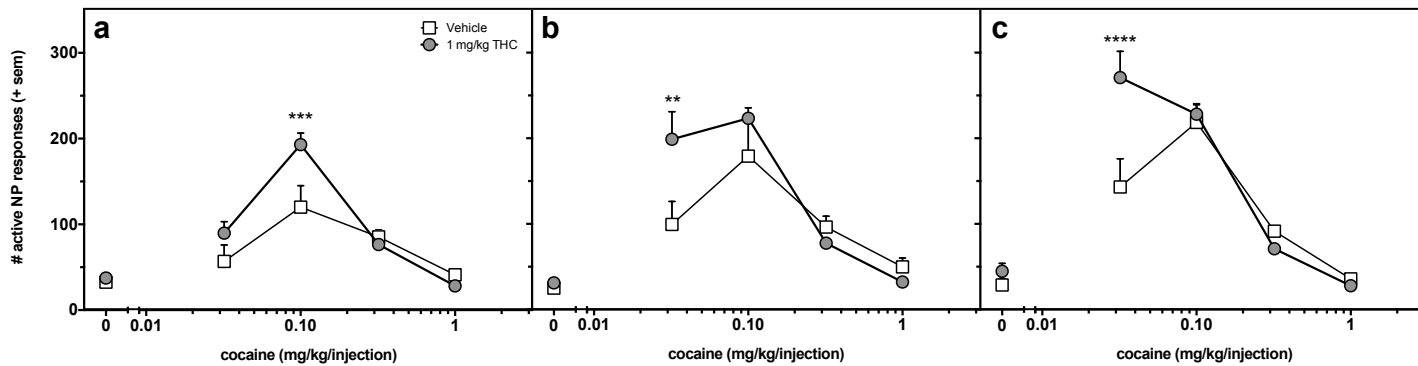 a
Vehicle
1 mg/kg THC
b
c
# active NP responses (+ sem)
300
200
100
0
***
**
****
0 0.01 0.10 1
0 0.01 0.10 1
0 0.01 0.10 1
cocaine (mg/kg/injection)
cocaine (mg/kg/injection)
cocaine (mg/kg/injection)